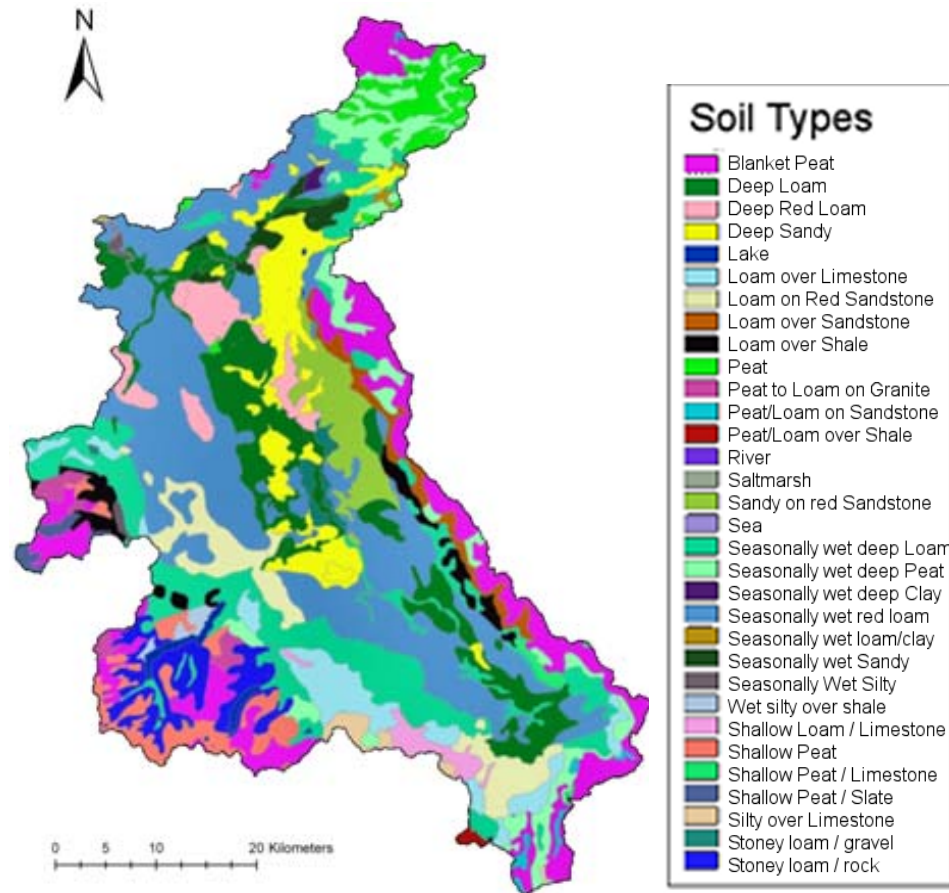 N
Soil Types
Blanket Peat
Deep Loam
Deep Red Loam
Deep Sandy
Lake
Loam over Limestone
Loam on Red Sandstone
Loam over Sandstone
Loam over Shale
Peat
Peat to Loam on Granite
Peat/Loam on Sandstone
Peat/Loam over Shale
River
Saltmarsh
Sandy on red Sandstone
Sea
Seasonally wet deep Loam
Seasonally wet deep Peat
Seasonally wet deep Clay
Seasonally wet red loam
Seasonally wet loam/clay
Seasonally wet Sandy
Seasonally Wet Silty
Wet silty over shale
Shallow Loam / Limestone
Shallow Peat
Shallow Peat / Limestone
Shallow Peat / Slate
Silty over Limestone
Stoney loam / gravel
Stoney loam / rock
0 5 10 20 Kilometers